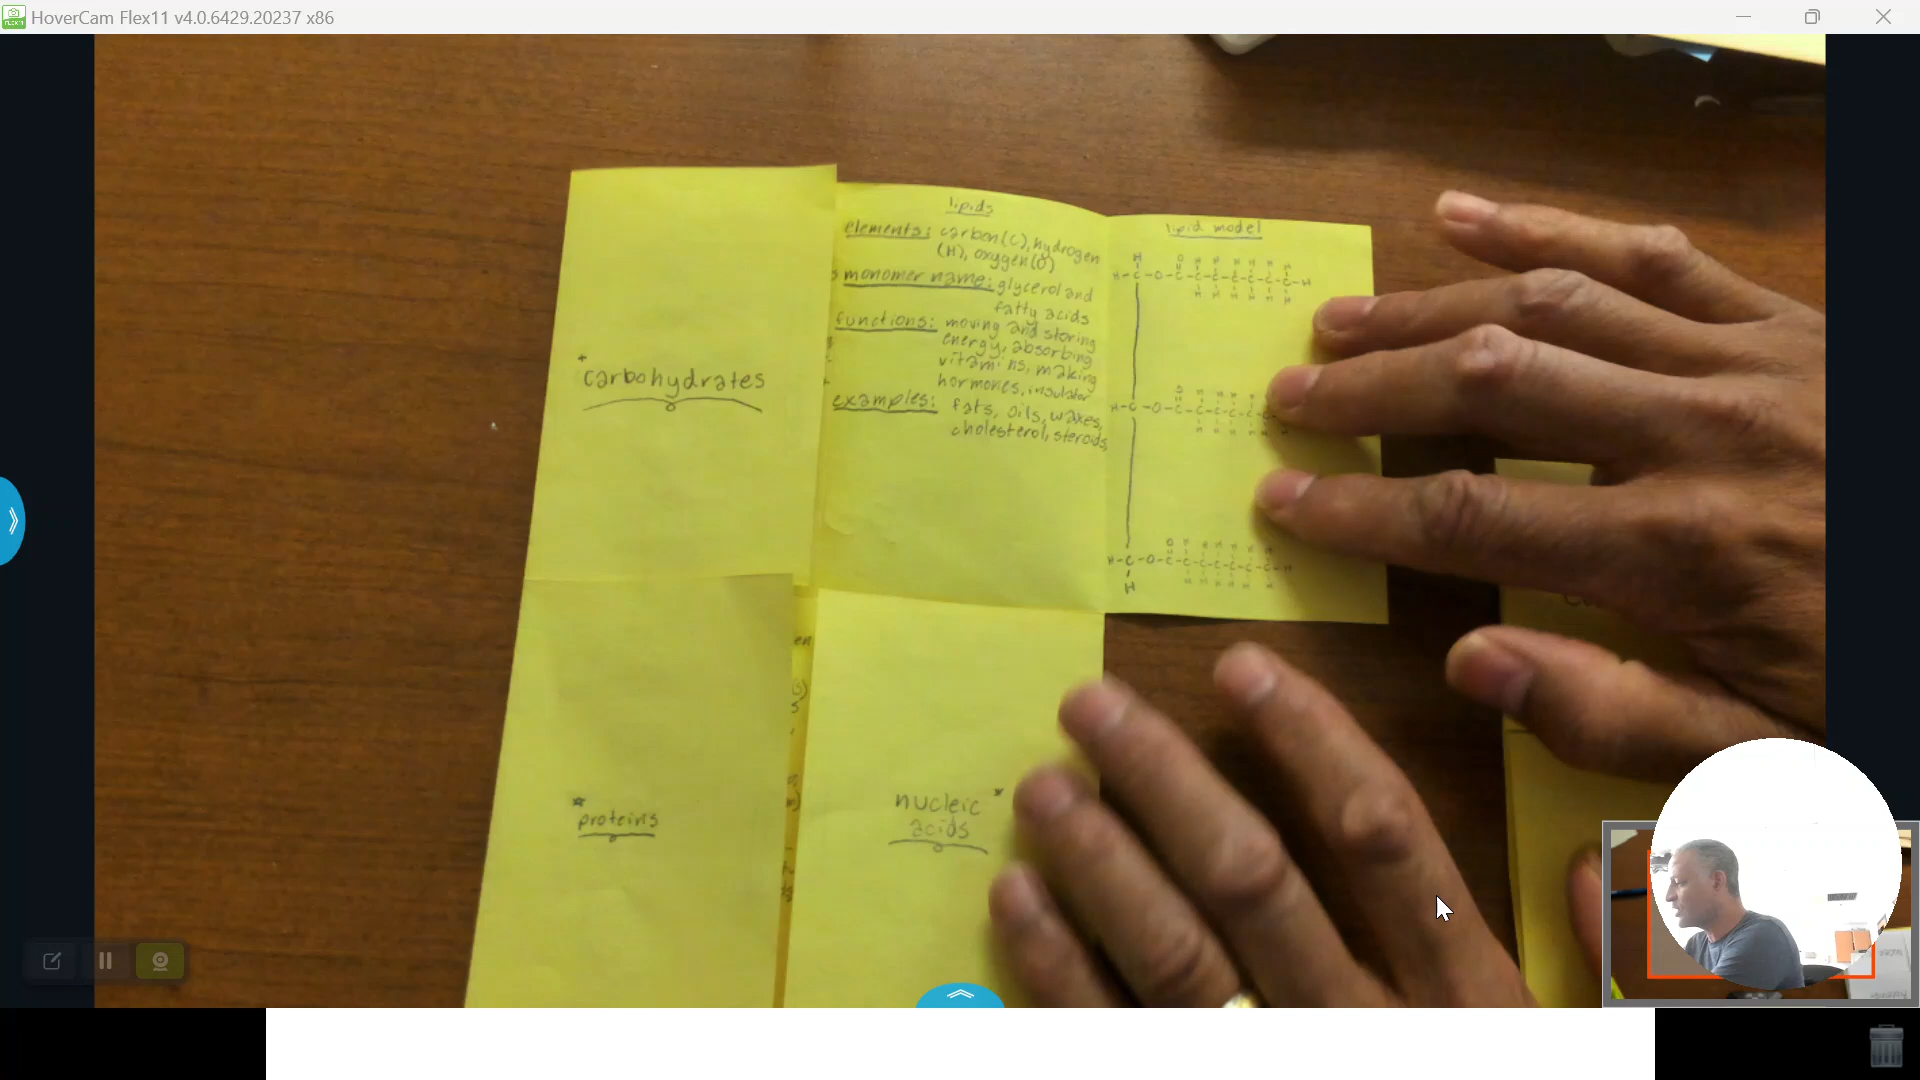 HoverCam Flex11 v4.0.6429.20237 x86
lipids
elements: carbon(C), hydrogen
(H), oxygen(O)
monomer name: glycerol and
fatty acids
functions: moving and storing
energy, absorbing
vitamins, making
hormones, insulator
examples: fats, oils, waxes,
cholesterol, steroids,
lipid model
H
H-C-O-C-C-C-C-C-C-C-H
H-C-O-C-C-C-C-C
H-C-O-C-C-C-C-C-C-C-H
H
+
carbohydrates
en
(s)
proteins
nucleic
acids